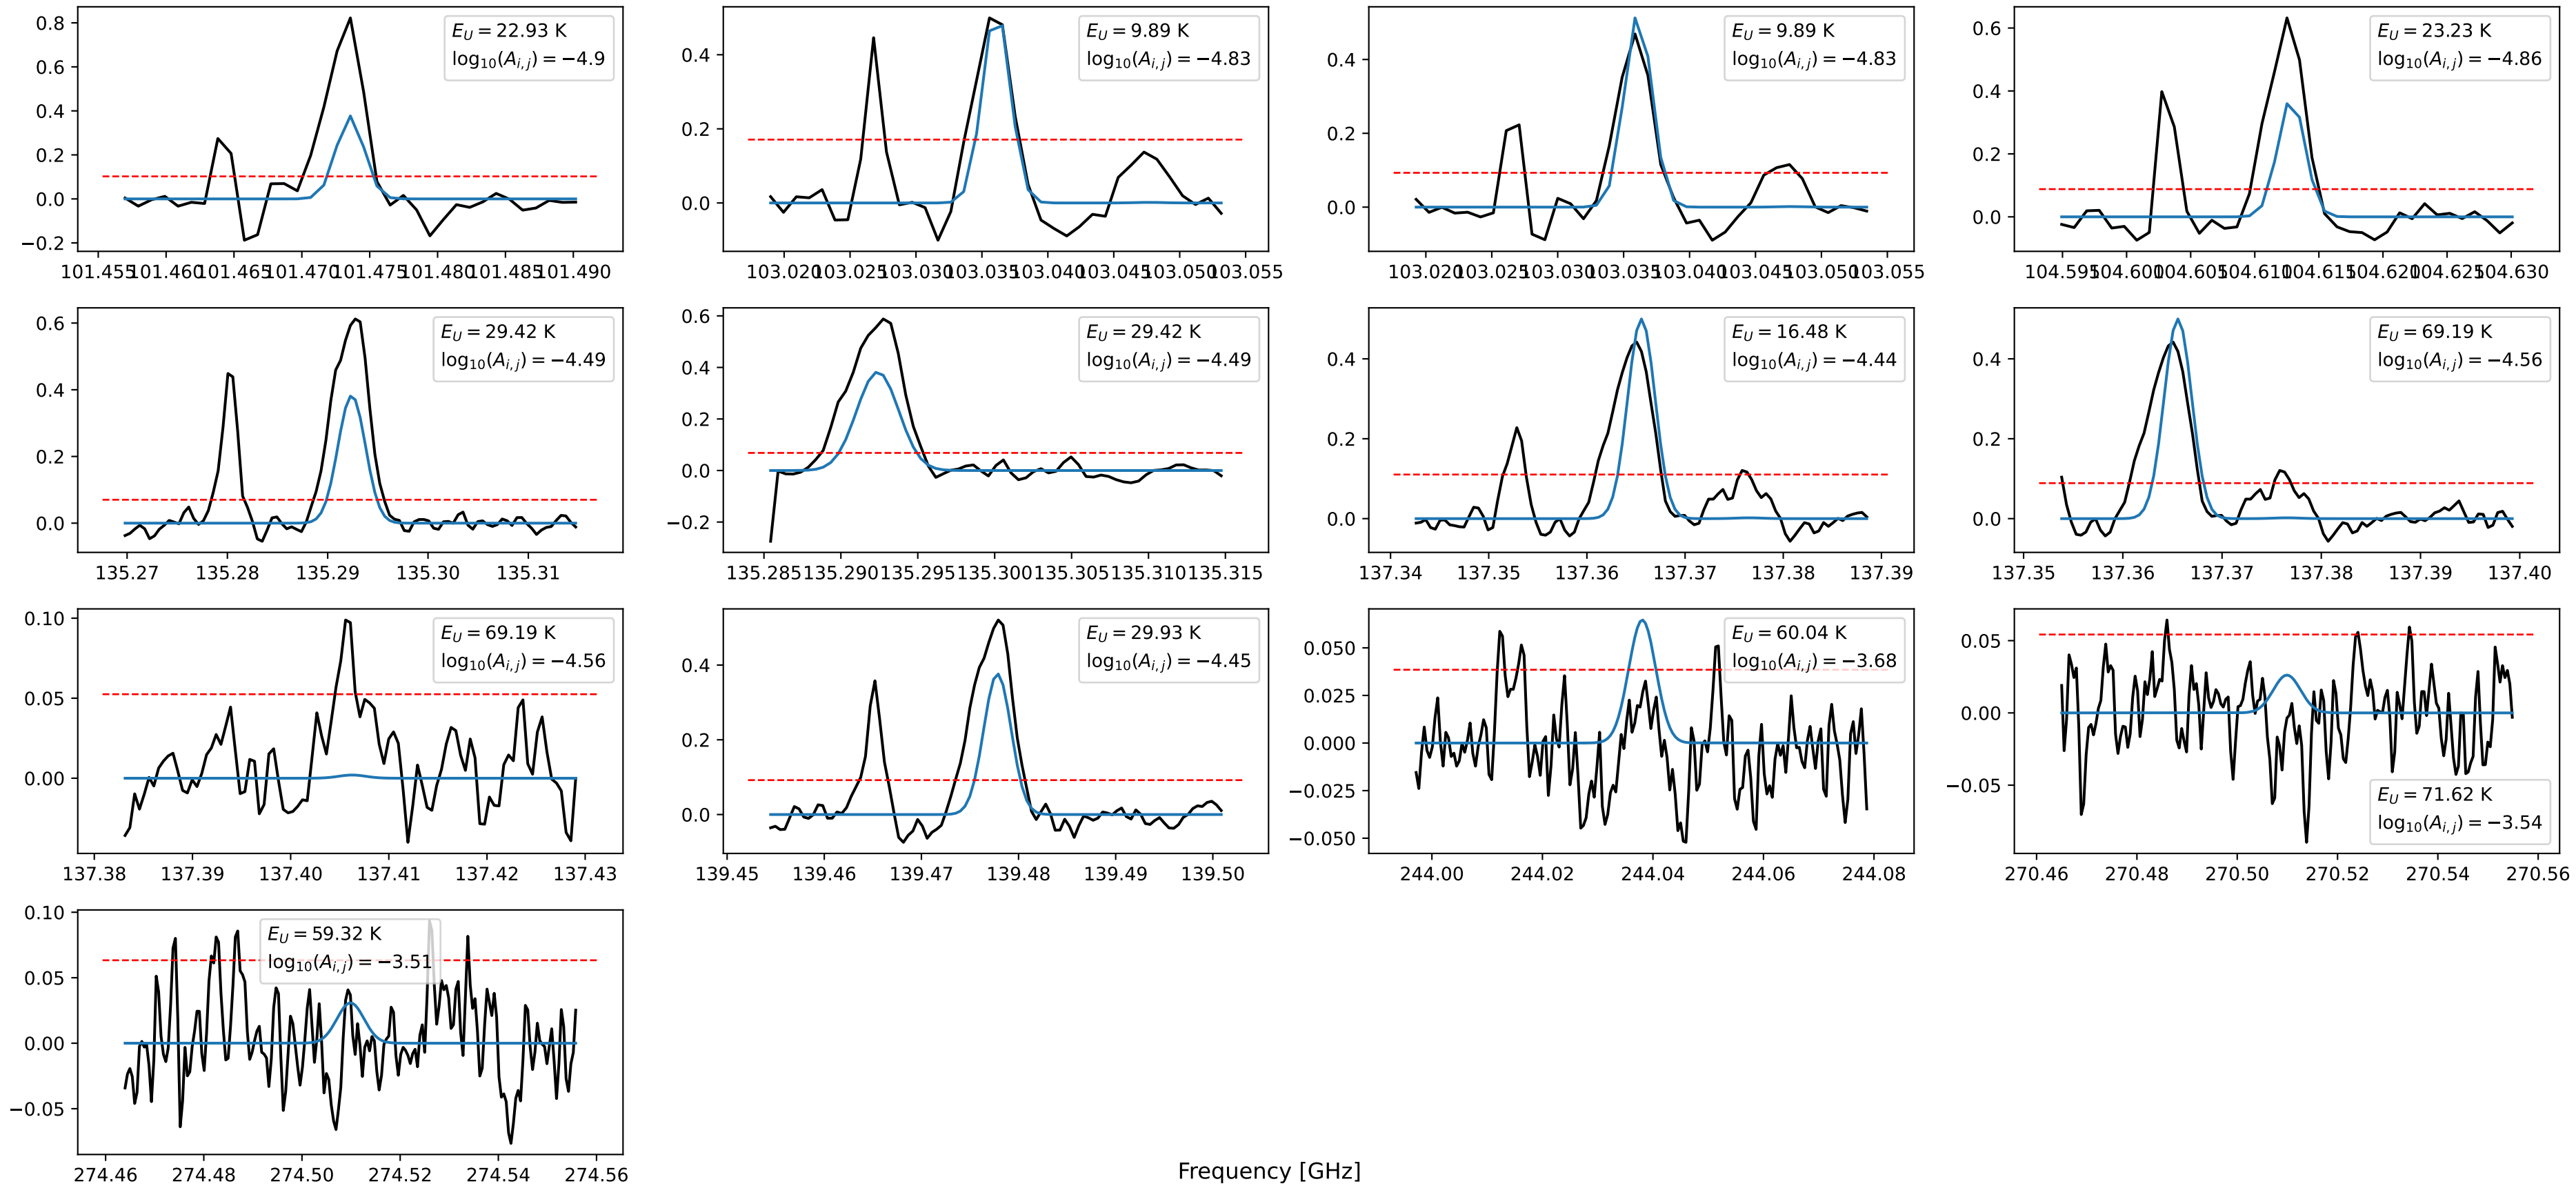 E_U = 22.93 K
log10(A_i,j) = −4.9
0.8
0.6
0.4
0.2
0.0
−0.2
101.455 101.460 101.465 101.470 101.475 101.480 101.485 101.490
E_U = 9.89 K
log10(A_i,j) = −4.83
0.4
0.2
0.0
103.020 103.025 103.030 103.035 103.040 103.045 103.050 103.055
E_U = 9.89 K
log10(A_i,j) = −4.83
0.4
0.2
0.0
103.020 103.025 103.030 103.035 103.040 103.045 103.050 103.055
E_U = 23.23 K
log10(A_i,j) = −4.86
0.6
0.4
0.2
0.0
104.595 104.600 104.605 104.610 104.615 104.620 104.625 104.630
E_U = 29.42 K
log10(A_i,j) = −4.49
0.6
0.4
0.2
0.0
135.27 135.28 135.29 135.30 135.31
E_U = 29.42 K
log10(A_i,j) = −4.49
0.6
0.4
0.2
0.0
−0.2
135.285 135.290 135.295 135.300 135.305 135.310 135.315
E_U = 16.48 K
log10(A_i,j) = −4.44
0.4
0.2
0.0
137.34 137.35 137.36 137.37 137.38 137.39
E_U = 69.19 K
log10(A_i,j) = −4.56
0.4
0.2
0.0
137.35 137.36 137.37 137.38 137.39 137.40
E_U = 69.19 K
log10(A_i,j) = −4.56
0.10
0.05
0.00
137.38 137.39 137.40 137.41 137.42 137.43
E_U = 29.93 K
log10(A_i,j) = −4.45
0.4
0.2
0.0
139.45 139.46 139.47 139.48 139.49 139.50
E_U = 60.04 K
log10(A_i,j) = −3.68
0.050
0.025
0.000
−0.025
−0.050
244.00 244.02 244.04 244.06 244.08
0.05
0.00
−0.05
E_U = 71.62 K
log10(A_i,j) = −3.54
270.46 270.48 270.50 270.52 270.54 270.56
E_U = 59.32 K
log10(A_i,j) = −3.51
0.10
0.05
0.00
−0.05
274.46 274.48 274.50 274.52 274.54 274.56
Frequency [GHz]